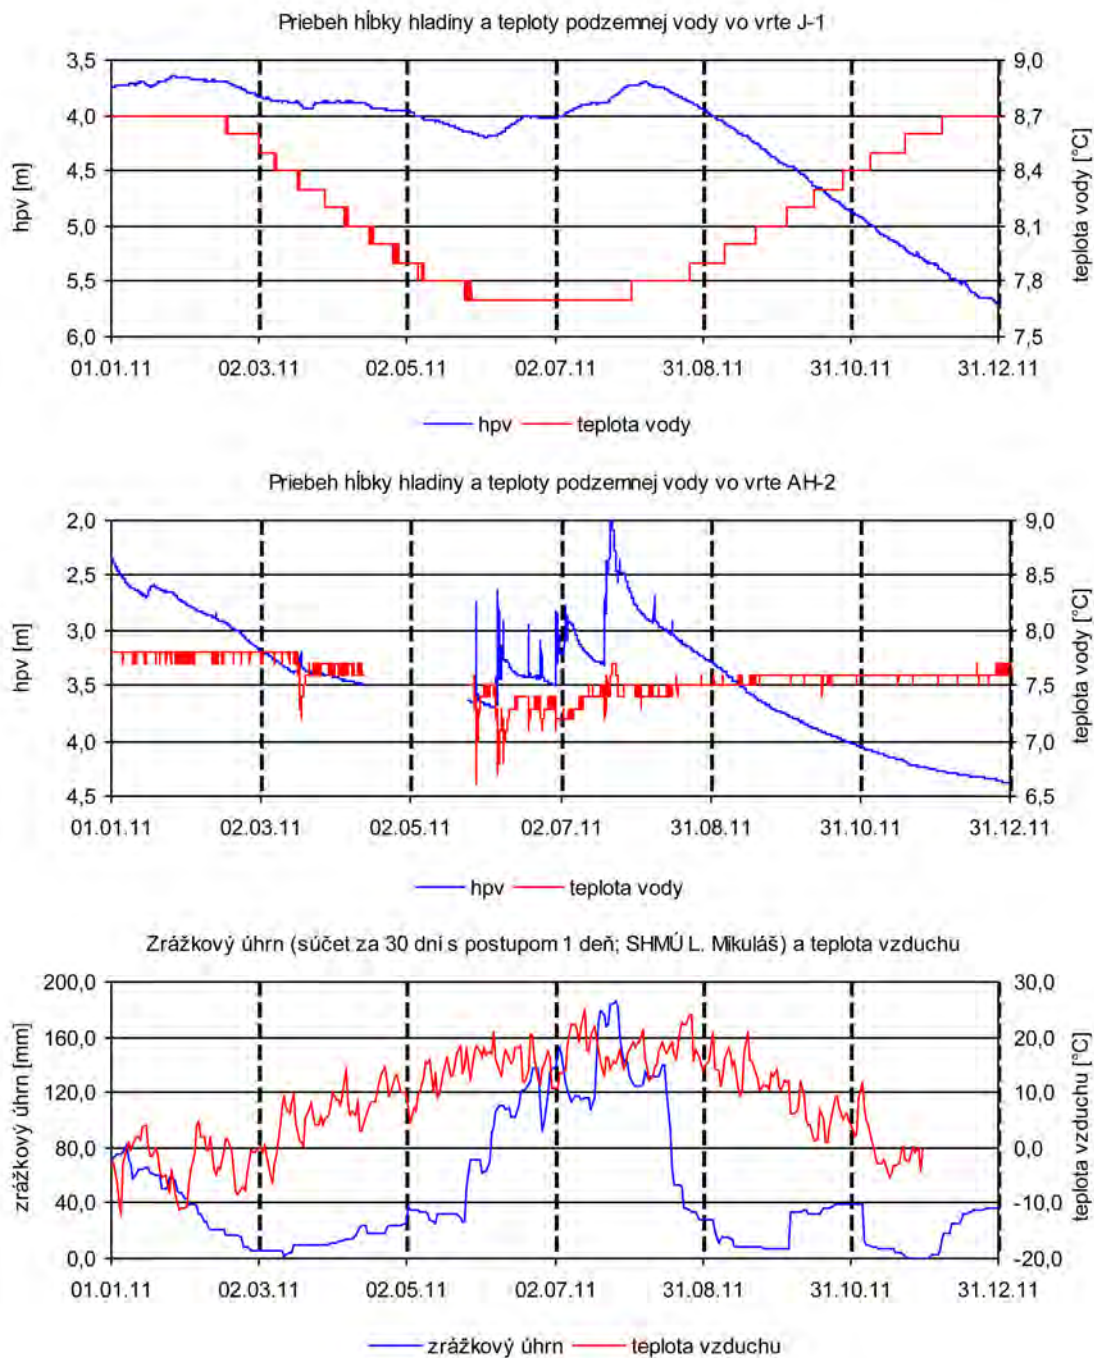 Priebeh hĺbky hladiny a teploty podzemnej vody vo vrte J-1
3,5 9,0
4,0 8,7
4,5 8,4
5,0 8,1
5,5 7,8
6,0 7,5
hpv [m]
teplota vody [°C]
01.01.11 02.03.11 02.05.11 02.07.11 31.08.11 31.10.11 31.12.11
hpv teplota vody
Priebeh hĺbky hladiny a teploty podzemnej vody vo vrte AH-2
2,0 9,0
2,5 8,5
3,0 8,0
3,5 7,5
4,0 7,0
4,5 6,5
hpv [m]
teplota vody [°C]
01.01.11 02.03.11 02.05.11 02.07.11 31.08.11 31.10.11 31.12.11
hpv teplota vody
Zrážkový úhrn (súčet za 30 dní s postupom 1 deň; SHMÚ L. Mikuláš) a teplota vzduchu
200,0 30,0
160,0 20,0
120,0 10,0
80,0 0,0
40,0 -10,0
0,0 -20,0
zrážkový úhrn [mm]
teplota vzduchu [°C]
01.01.11 02.03.11 02.05.11 02.07.11 31.08.11 31.10.11 31.12.11
zrážkový úhrn teplota vzduchu